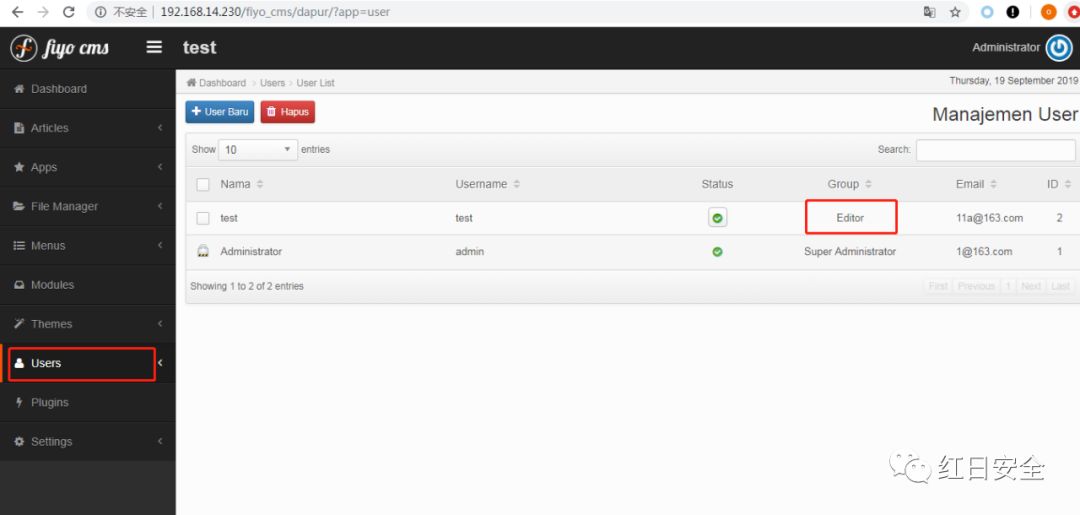 不安全 | 192.168.14.230/fiyo_cms/dapur/?app=user
fiyo cms test Administrator
Dashboard
Articles
Apps
File Manager
Menus
Modules
Themes
Users
Plugins
Settings
Dashboard > Users > User List Thursday, 19 September 2019
User Baru Hapus Manajemen User
Show 10 entries Search:
Nama Username Status Group Email ID
test test Editor 11a@163.com 2
Administrator admin Super Administrator 1@163.com 1
Showing 1 to 2 of 2 entries First Previous 1 Next Last
红日安全